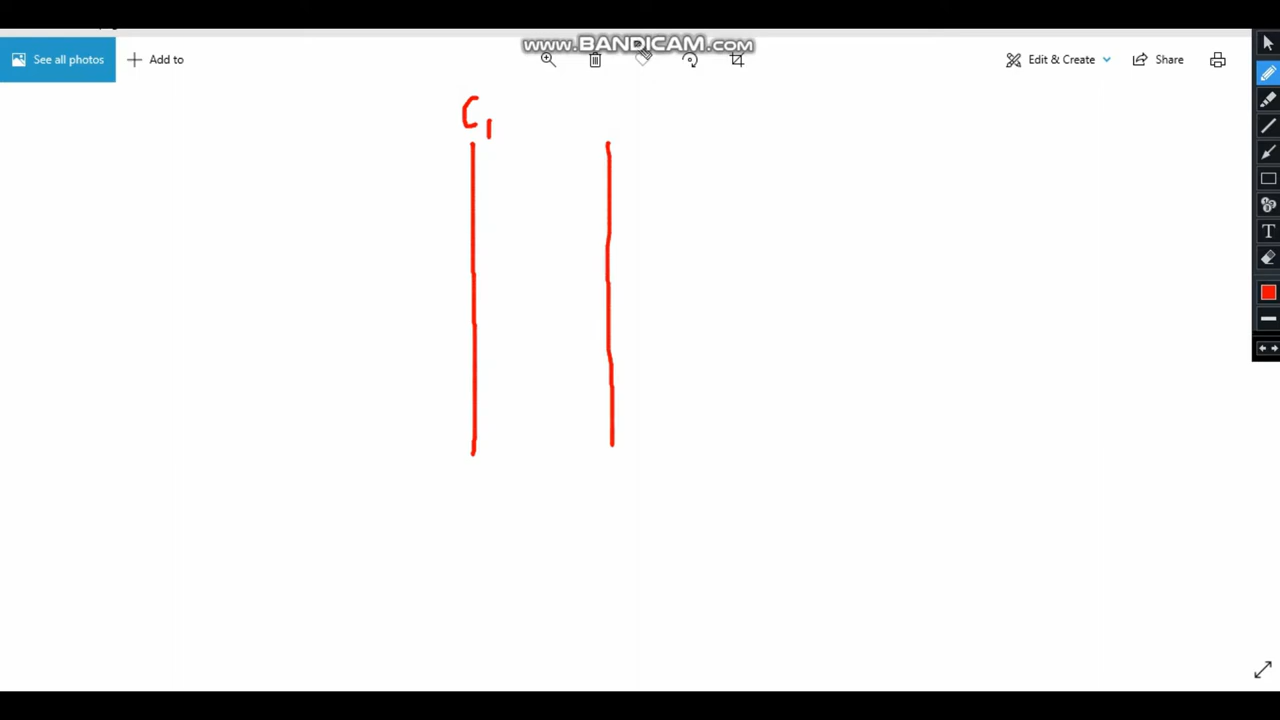 www.BANDICAM.com
See all photos
Add to
Edit & Create
Share
C₁
T